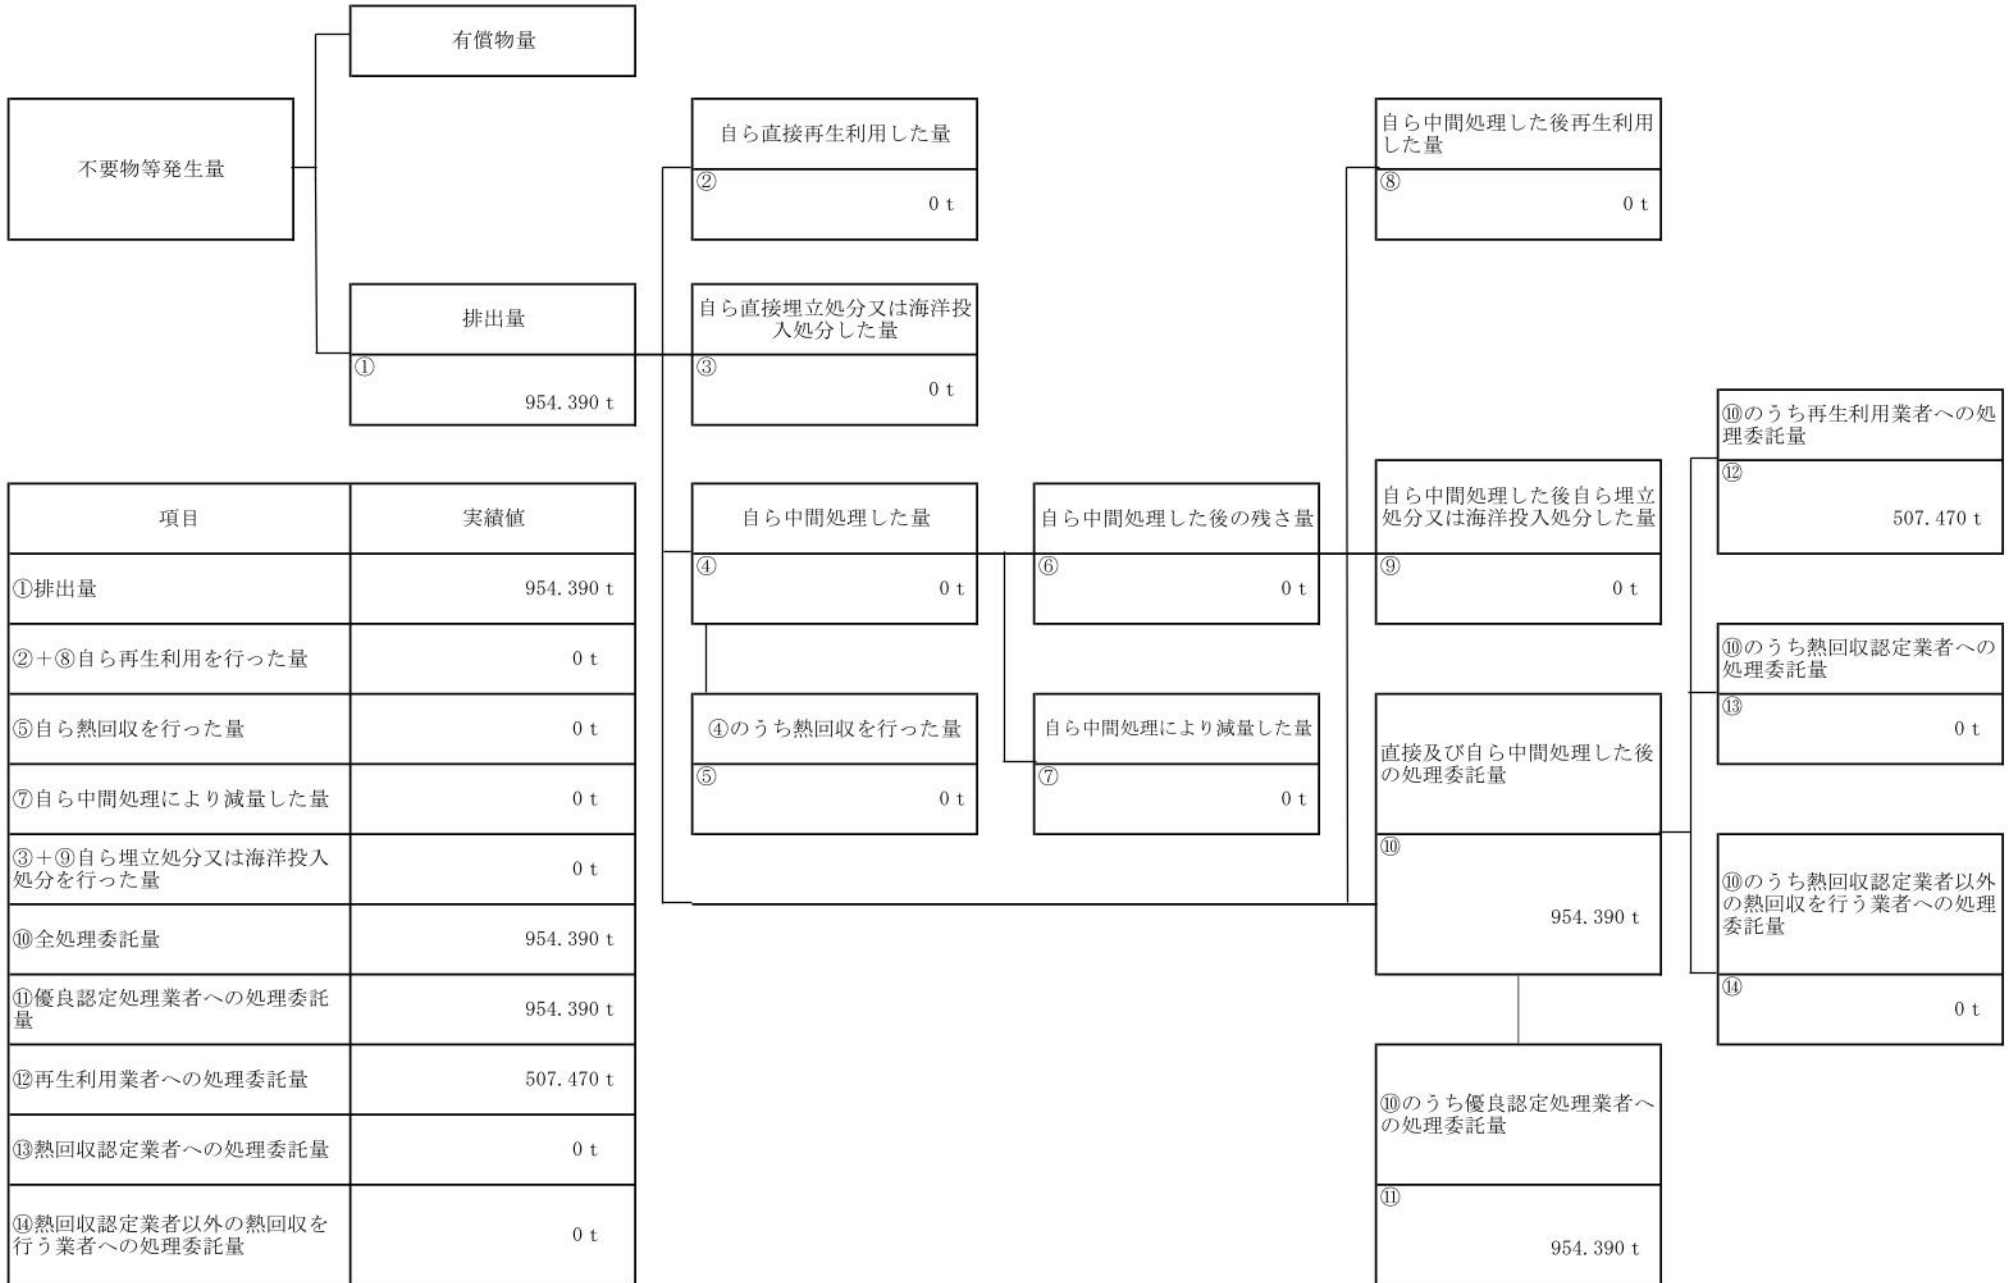 有償物量
不要物等発生量
自ら直接再生利用した量
②
0 t
自ら中間処理した後再生利用
した量
⑧
0 t
排出量
①
954.390 t
自ら直接埋立処分又は海洋投
入処分した量
③
0 t
⑩のうち再生利用業者への処
理委託量
⑫
507.470 t
自ら中間処理した量
④
0 t
自ら中間処理した後の残さ量
⑥
0 t
自ら中間処理した後自ら埋立
処分又は海洋投入処分した量
⑨
0 t
⑩のうち熱回収認定業者への
処理委託量
⑬
0 t
④のうち熱回収を行った量
⑤
0 t
自ら中間処理により減量した量
⑦
0 t
直接及び自ら中間処理した後
の処理委託量
⑩
954.390 t
⑩のうち熱回収認定業者以外
の熱回収を行う業者への処理
委託量
⑭
0 t
⑩のうち優良認定処理業者へ
の処理委託量
⑪
954.390 t
項目 実績値
①排出量 954.390 t
②+⑧自ら再生利用を行った量 0 t
⑤自ら熱回収を行った量 0 t
⑦自ら中間処理により減量した量 0 t
③+⑨自ら埋立処分又は海洋投入
処分を行った量 0 t
⑩全処理委託量 954.390 t
⑪優良認定処理業者への処理委託
量 954.390 t
⑫再生利用業者への処理委託量 507.470 t
⑬熱回収認定業者への処理委託量 0 t
⑭熱回収認定業者以外の熱回収を
行う業者への処理委託量 0 t